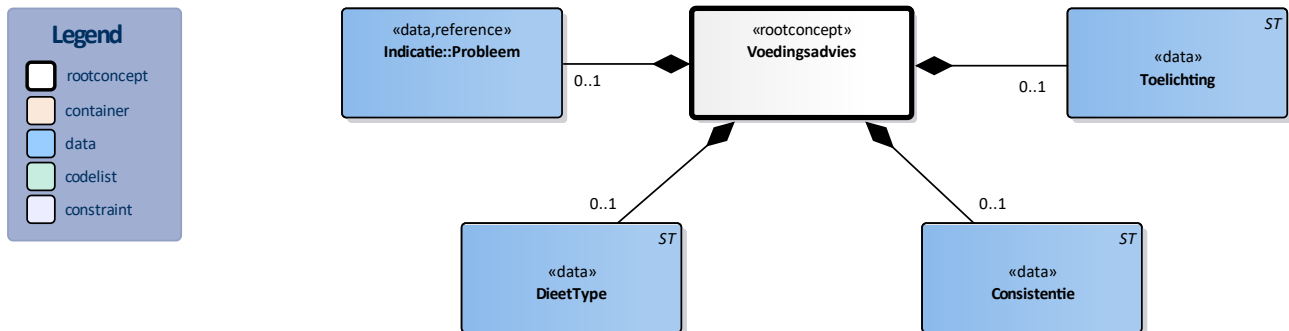 Legend
rootconcept
container
data
codelist
constraint
«data,reference»
Indicatie::Probleem
0..1
«rootconcept»
Voedingsadvies
ST
«data»
Toelichting
0..1
0..1
ST
«data»
DieetType
0..1
ST
«data»
Consistentie